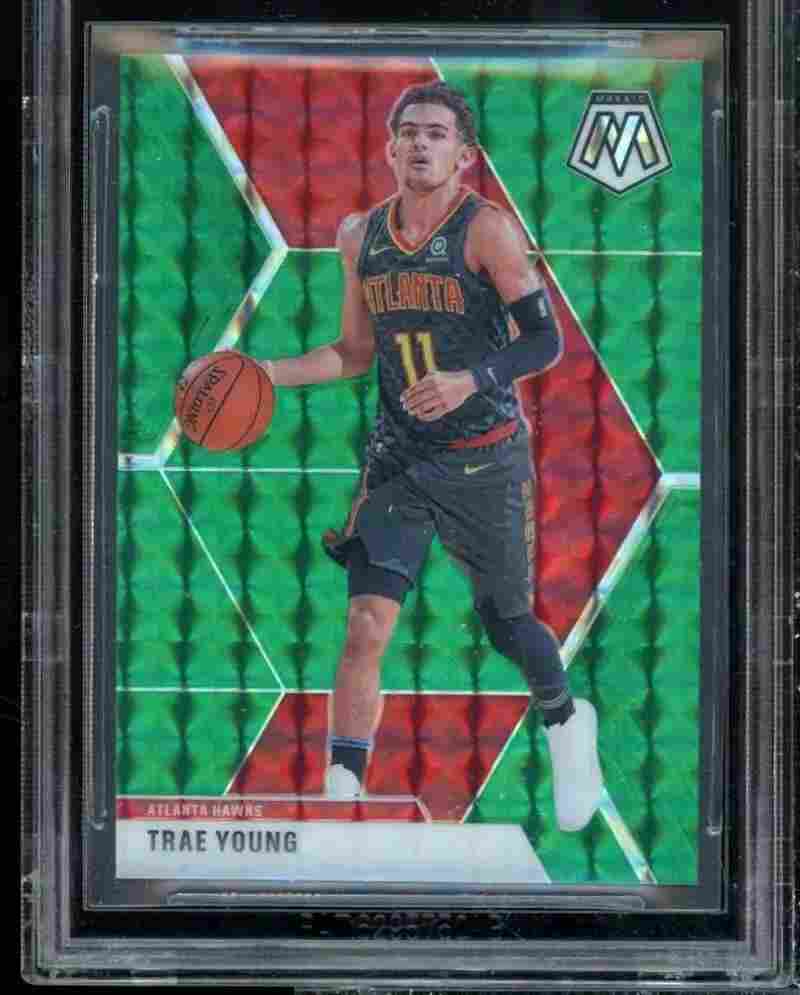 MOSAIC
M
ATLANTA
11
SPALDING
ATLANTA HAWKS
TRAE YOUNG